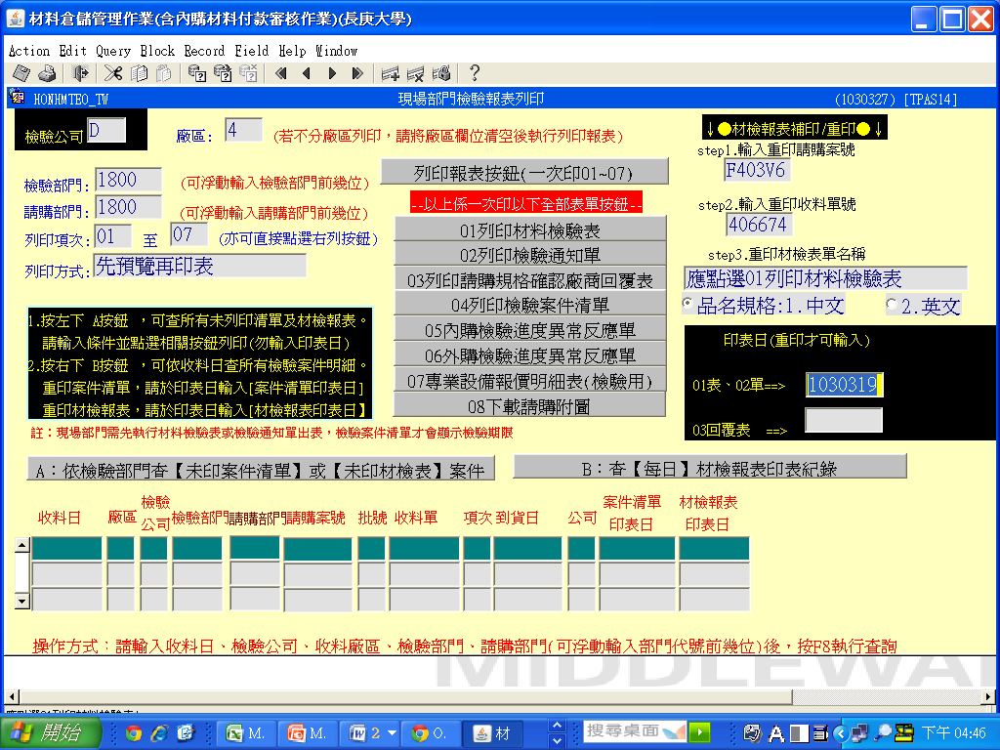 材料倉儲管理作業(含內購材料付款審核作業)(長庚大學)
Action Edit Query Block Record Field Help Window
HONHMTEO_TW 現場部門檢驗報表列印 (1030327) [TPAS14]
檢驗公司 D 廠區: 4 (若不分廠區列印，請將廠區欄位清空後執行列印報表)
↓●材檢報表補印/重印●↓
step1.輸入重印請購案號
F403V6
檢驗部門: 1800 (可浮動輸入檢驗部門前幾位)
請購部門: 1800 (可浮動輸入請購部門前幾位)
列印項次: 01 至 07 (亦可直接點選右列按鈕)
列印方式: 先預覽再印表
列印報表按鈕(一次印01~07)
--以上係一次印以下全部表單按鈕--
01列印材料檢驗表
02列印檢驗通知單
03列印請購規格確認廠商回覆表
04列印檢驗案件清單
05內購檢驗進度異常反應單
06外購檢驗進度異常反應單
07專業設備報價明細表(檢驗用)
08下載請購附圖
step2.輸入重印收料單號
406674
step3.重印材檢表單名稱
應點選01列印材料檢驗表
品名規格:1.中文 2.英文
印表日(重印才可輸入)
01表、02單==> 1030319
03回覆表 ==>
1.按左下 A按鈕 ，可查所有未列印清單及材檢報表。
請輸入條件並點選相關按鈕列印(勿輸入印表日)
2.按右下 B按鈕 ，可依收料日查所有檢驗案件明細。
重印案件清單，請於印表日輸入[案件清單印表日]
重印材檢報表，請於印表日輸入[材檢報表印表日】
註：現場部門需先執行材料檢驗表或檢驗通知單出表，檢驗案件清單才會顯示檢驗期限
A：依檢驗部門查【未印案件清單】或【未印材檢表】案件
B：查【每日】材檢報表印表紀錄
收料日 廠區 檢驗公司 檢驗部門 請購部門 請購案號 批號 收料單 項次 到貨日 公司 案件清單印表日 材檢報表印表日
操作方式：請輸入收料日、檢驗公司、收料廠區、檢驗部門、請購部門(可浮動輸入部門代號前幾位)後，按F8執行查詢
MIDDLEWA
開始 M. M. 2 O. 材 搜尋桌面 A 下午 04:46